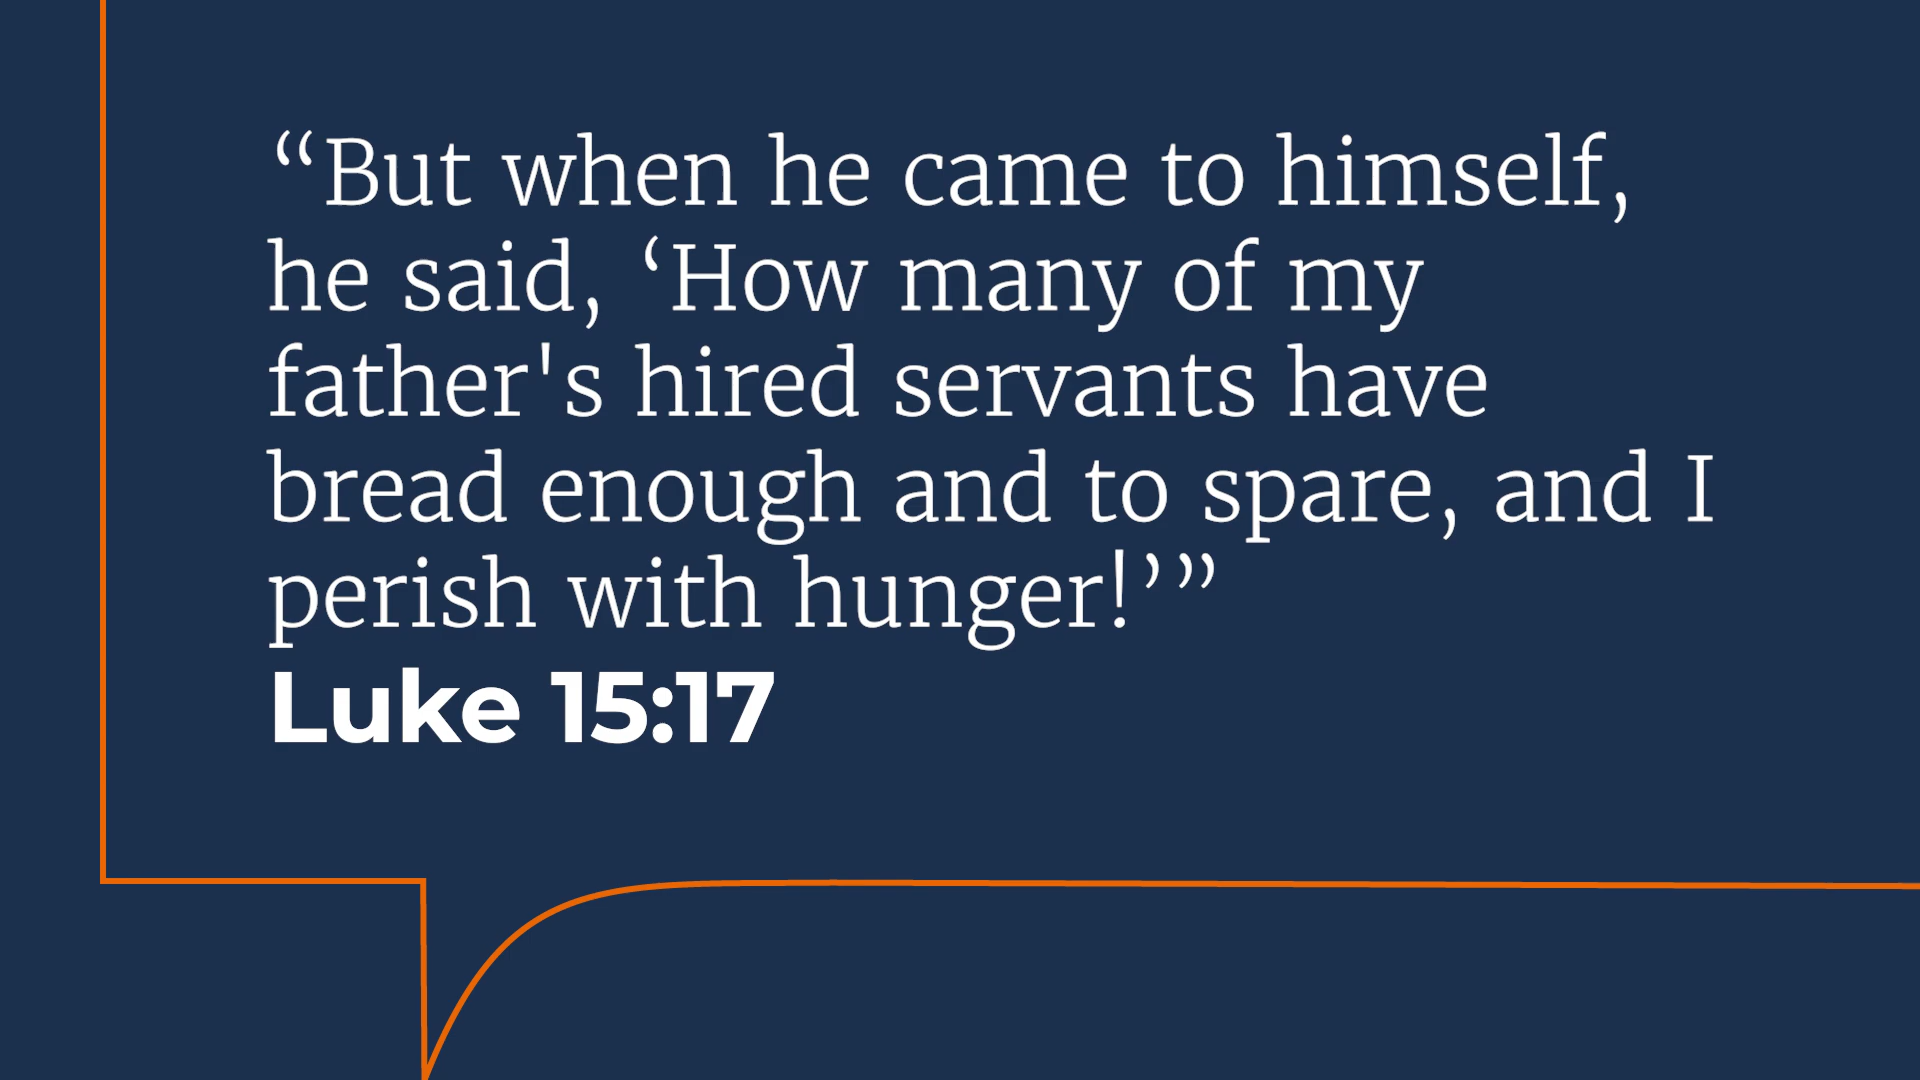 “But when he came to himself,
he said, ‘How many of my
father's hired servants have
bread enough and to spare, and I
perish with hunger!’”
Luke 15:17